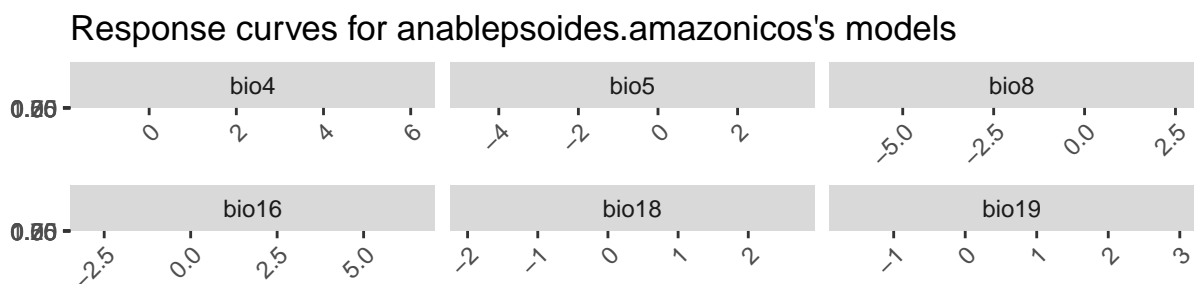 Response curves for anablepsoides.amazonicos's models
bio4 bio5 bio8
0 2 4 6 −4 −2 0 2 −5.0 −2.5 0.0 2.5
bio16 bio18 bio19
−2.5 0.0 2.5 5.0 −2 −1 0 1 2 −1 0 1 2 3